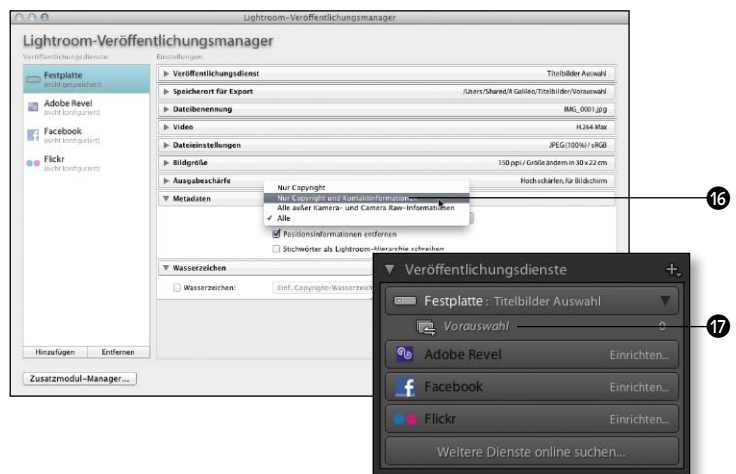 Lightroom-Veröffentlichungsmanager
Lightroom-Veröffentlichungsmanager
Veröffentlichungsdienste:
Einstellungen:
Festplatte
(nicht gespeichert)
Adobe Revel
(nicht konfiguriert)
Facebook
(nicht konfiguriert)
Flickr
(nicht konfiguriert)
Hinzufügen Entfernen
Zusatzmodul-Manager...
Veröffentlichungsdienst Titelbilder Auswahl
Speicherort für Export /Users/Shared/# Galileo/Titelbilder/Vorauswahl
Dateibenennung IMG_0001.jpg
Video H.264 Max
Dateieinstellungen JPEG (100%) / sRGB
Bildgröße 150 ppi / Größe ändern in 30 x 22 cm
Ausgabeschärfe Hoch schärfen, für Bildschirm
Metadaten
Nur Copyright
Nur Copyright und Kontaktinformationen
Alle außer Kamera- und Camera Raw-Informationen
✓ Alle
Positionsinformationen entfernen
Stichwörter als Lightroom-Hierarchie schreiben
Wasserzeichen
Wasserzeichen: Einf. Copyright-Wasserzeich
16
Veröffentlichungsdienste +
Festplatte: Titelbilder Auswahl
Vorauswahl 0
17
Adobe Revel Einrichten...
Facebook Einrichten...
Flickr Einrichten...
Weitere Dienste online suchen...